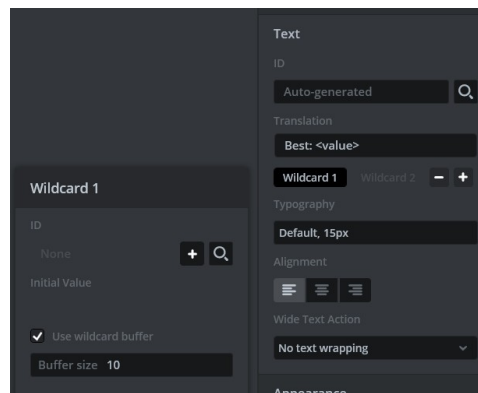 Text
ID
Auto-generated
Translation
Best: <value>
Wildcard 1 Wildcard 2 - +
Typography
Default, 15px
Alignment
Wide Text Action
No text wrapping
Appearance
Wildcard 1
ID
None +
Initial Value
Use wildcard buffer
Buffer size 10